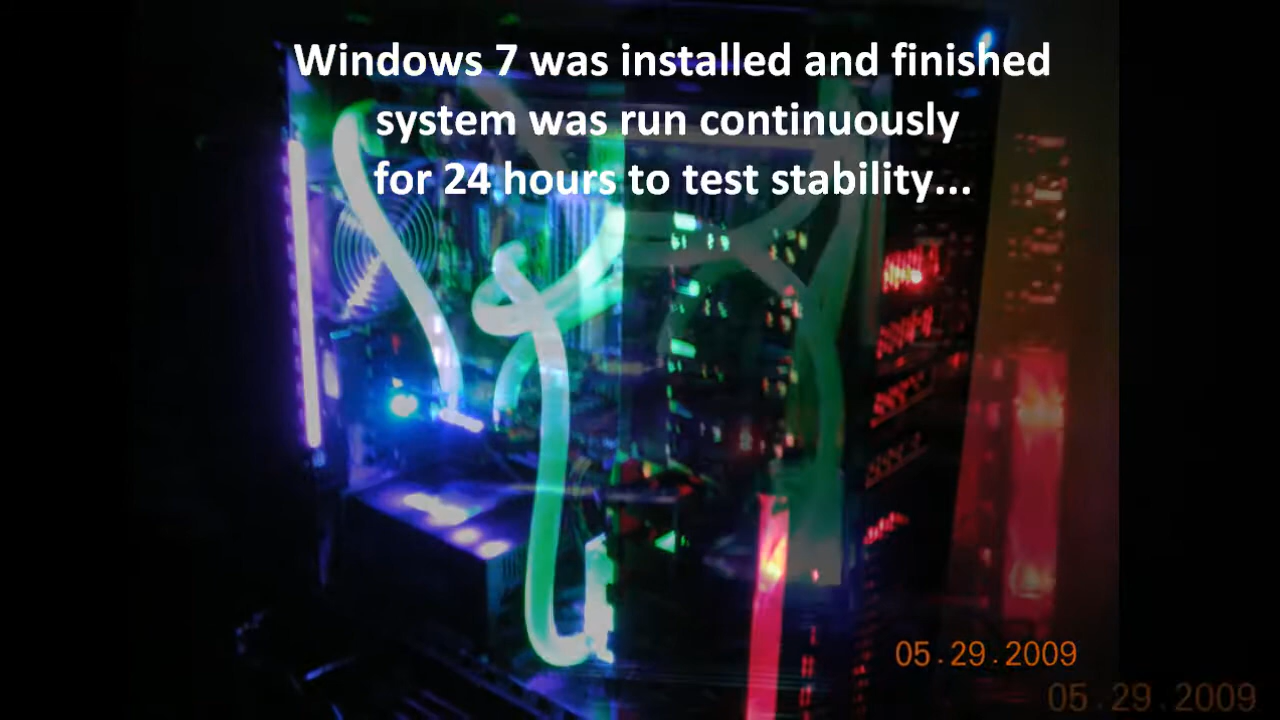 Windows 7 was installed and finished
system was run continuously
for 24 hours to test stability...
05.29.2009
05.29.2009